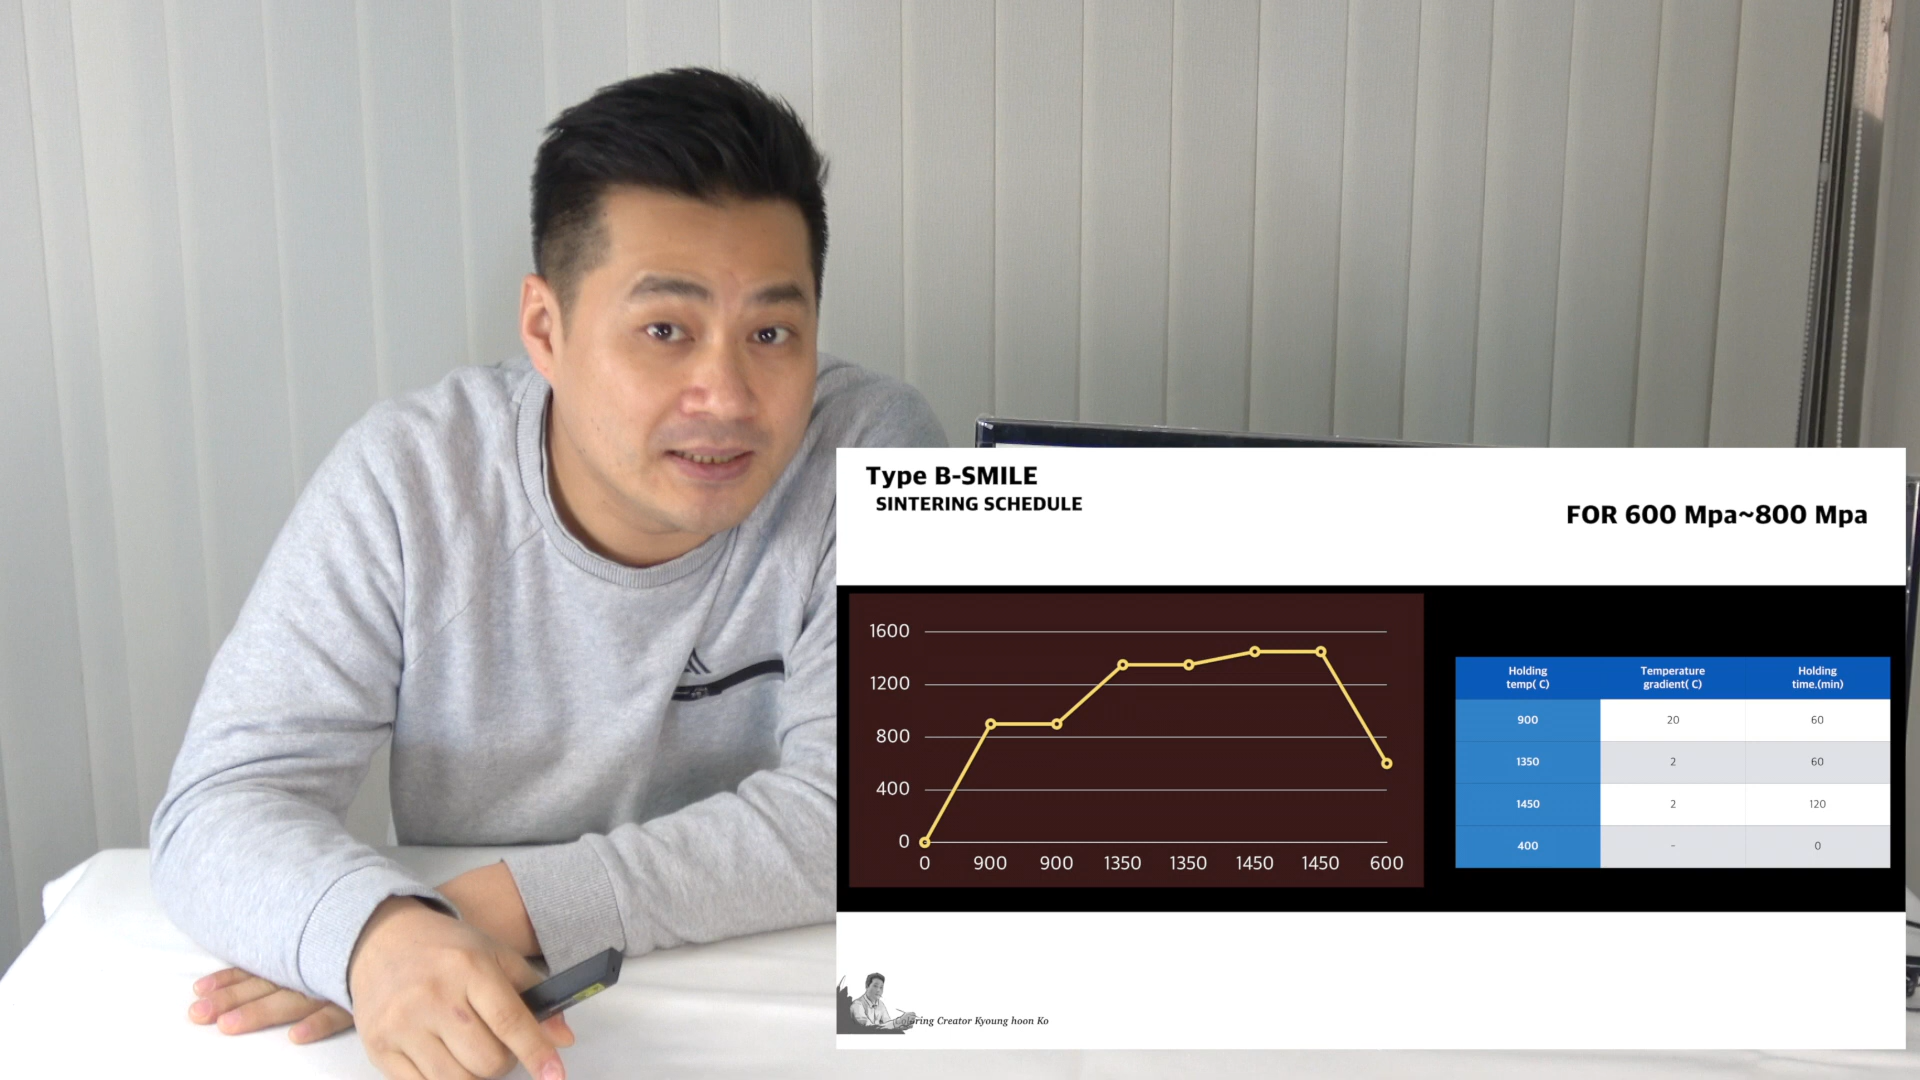 Type B-SMILE
SINTERING SCHEDULE
FOR 600 Mpa~800 Mpa
1600
1200
800
400
0
0 900 900 1350 1350 1450 1450 600
Holding temp( C) Temperature gradient( C) Holding time.(min)
900 20 60
1350 2 60
1450 2 120
400 - 0
Creator Kyoung hoon Ko